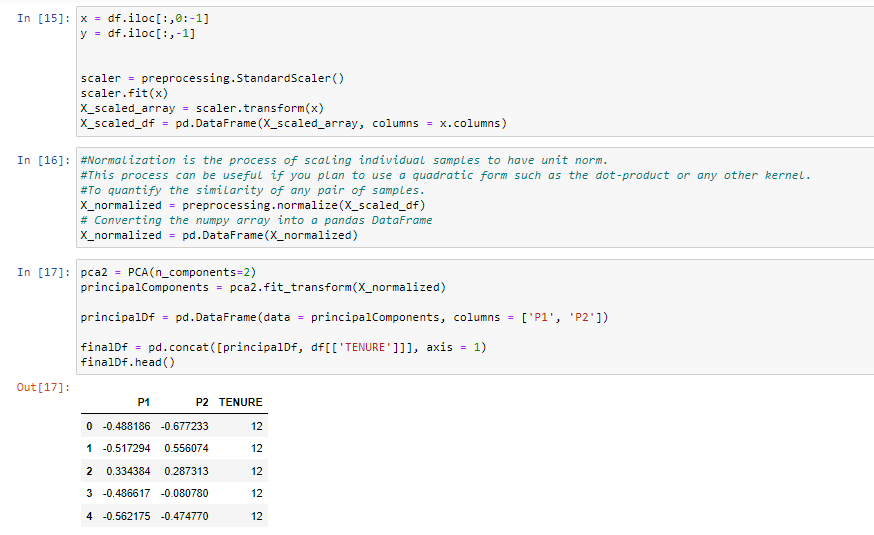 In [15]: x = df.iloc[:,0:-1]
y = df.iloc[:,-1]
scaler = preprocessing.StandardScaler()
scaler.fit(x)
X_scaled_array = scaler.transform(x)
X_scaled_df = pd.DataFrame(X_scaled_array, columns = x.columns)
In [16]: #Normalization is the process of scaling individual samples to have unit norm.
#This process can be useful if you plan to use a quadratic form such as the dot-product or any other kernel.
#To quantify the similarity of any pair of samples.
X_normalized = preprocessing.normalize(X_scaled_df)
# Converting the numpy array into a pandas DataFrame
X_normalized = pd.DataFrame(X_normalized)
In [17]: pca2 = PCA(n_components=2)
principalComponents = pca2.fit_transform(X_normalized)
principalDf = pd.DataFrame(data = principalComponents, columns = ['P1', 'P2'])
finalDf = pd.concat([principalDf, df[['TENURE']]], axis = 1)
finalDf.head()
Out[17]:
P1 P2 TENURE
0 -0.488186 -0.677233 12
1 -0.517294 0.556074 12
2 0.334384 0.287313 12
3 -0.486617 -0.080780 12
4 -0.562175 -0.474770 12